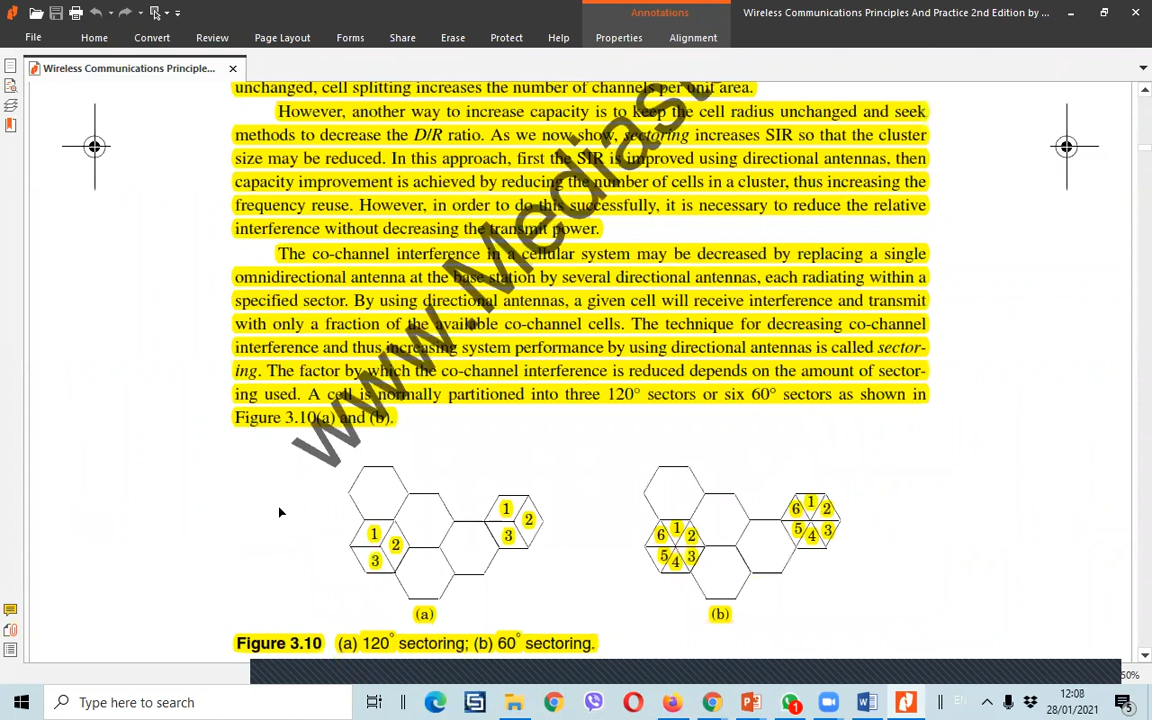 Annotations
Wireless Communications Principles And Practice 2nd Edition by ...
File
Home
Convert
Review
Page Layout
Forms
Share
Erase
Protect
Help
Properties
Alignment
Wireless Communications Principle...
unchanged, cell splitting increases the number of channels per unit area.
However, another way to increase capacity is to keep the cell radius unchanged and seek
methods to decrease the D/R ratio. As we now show, sectoring increases SIR so that the cluster
size may be reduced. In this approach, first the SIR is improved using directional antennas, then
capacity improvement is achieved by reducing the number of cells in a cluster, thus increasing the
frequency reuse. However, in order to do this successfully, it is necessary to reduce the relative
interference without decreasing the transmit power.
The co-channel interference in a cellular system may be decreased by replacing a single
omnidirectional antenna at the base station by several directional antennas, each radiating within a
specified sector. By using directional antennas, a given cell will receive interference and transmit
with only a fraction of the available co-channel cells. The technique for decreasing co-channel
interference and thus increasing system performance by using directional antennas is called sector-
ing. The factor by which the co-channel interference is reduced depends on the amount of sector-
ing used. A cell is normally partitioned into three 120° sectors or six 60° sectors as shown in
Figure 3.10(a) and (b).
www.Mediast
1
2
3
1
2
3
(a)
6 1 2
5 4 3
6 1 2
5 4 3
(b)
Figure 3.10 (a) 120° sectoring; (b) 60° sectoring.
Type here to search
1
EN
12:08
28/01/2021
5